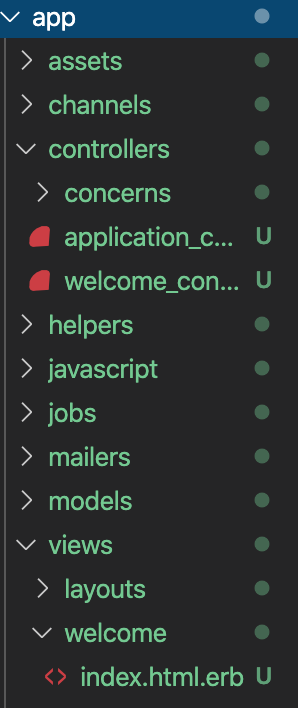 app
assets
channels
controllers
concerns
application_c... U
welcome_con... U
helpers
javascript
jobs
mailers
models
views
layouts
welcome
index.html.erb U